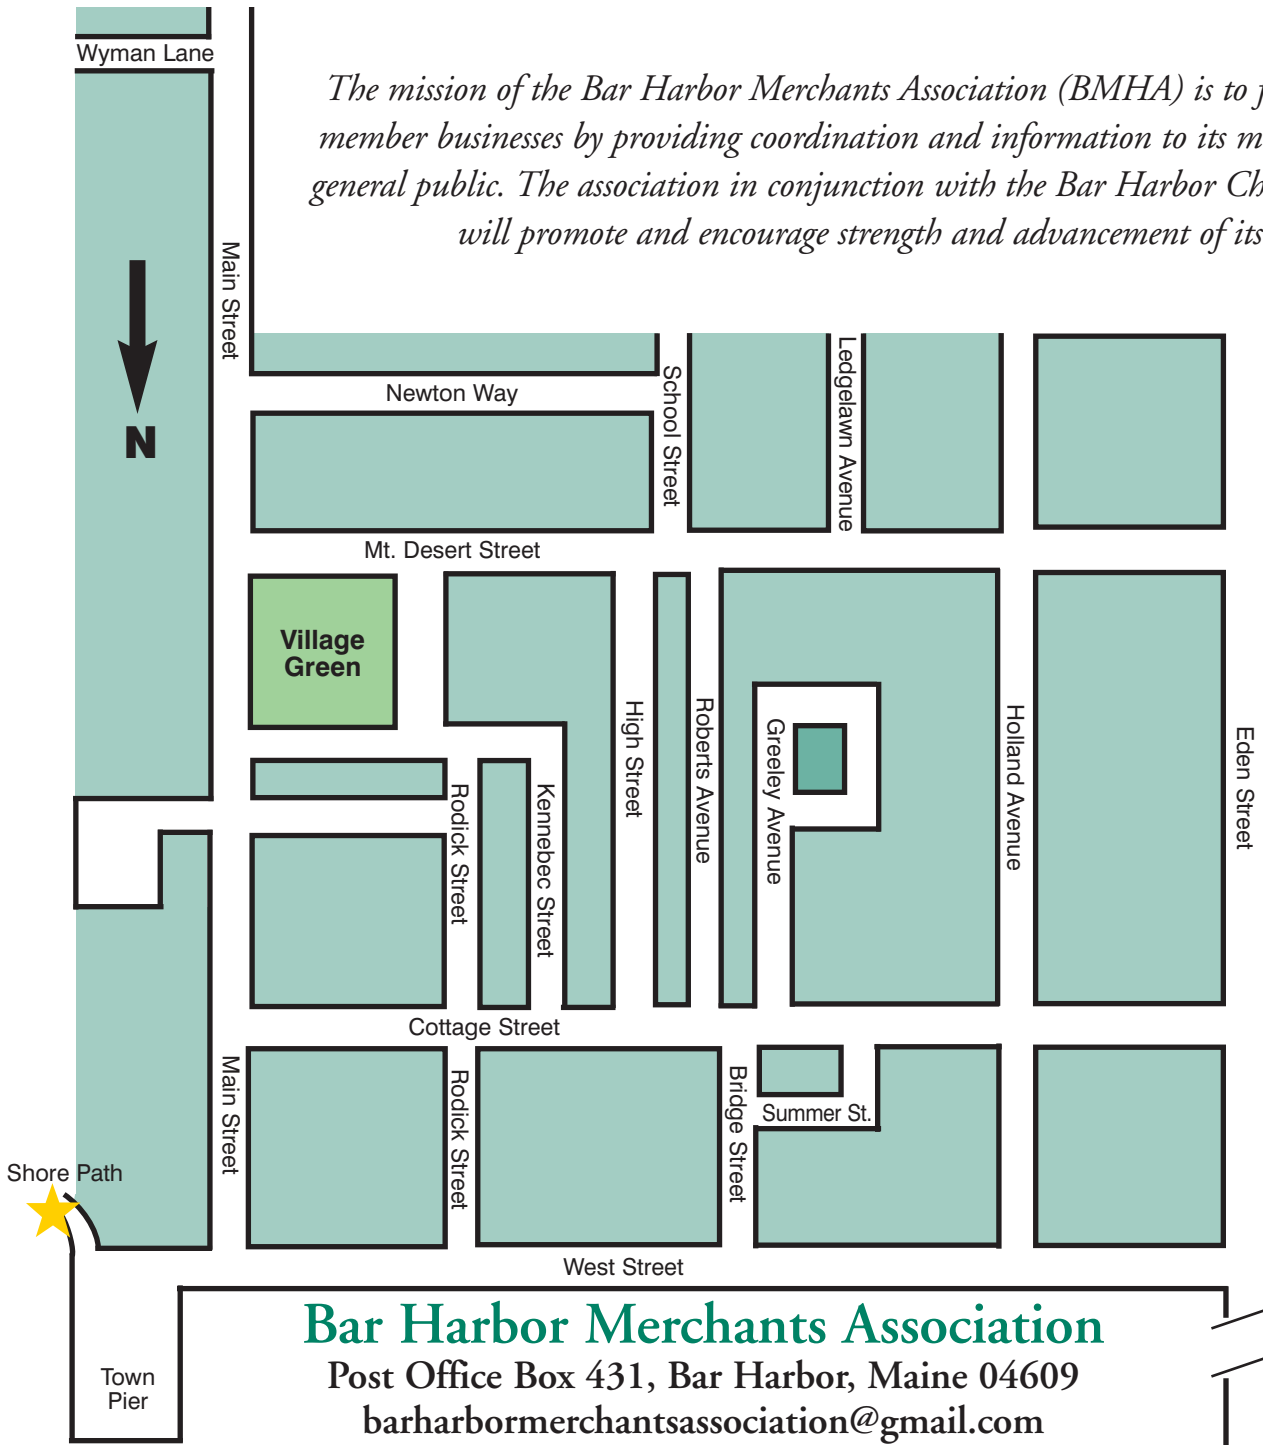 Wyman Lane
The mission of the Bar Harbor Merchants Association (BMHA) is to
member businesses by providing coordination and information to its
general public. The association in conjunction with the Bar Harbor
will promote and encourage strength and advancement of its
Main Street
N
Newton Way
School Street
Ledgelawn Avenue
Mt. Desert Street
Village
Green
High Street
Roberts Avenue
Greeley Avenue
Holland Avenue
Eden Street
Rodick Street
Kennebec Street
Cottage Street
Main Street
Rodick Street
Bridge Street
Summer St.
Shore Path
West Street
Town
Pier
Bar Harbor Merchants Association
Post Office Box 431, Bar Harbor, Maine 04609
barharbormerchantsassociation@gmail.com